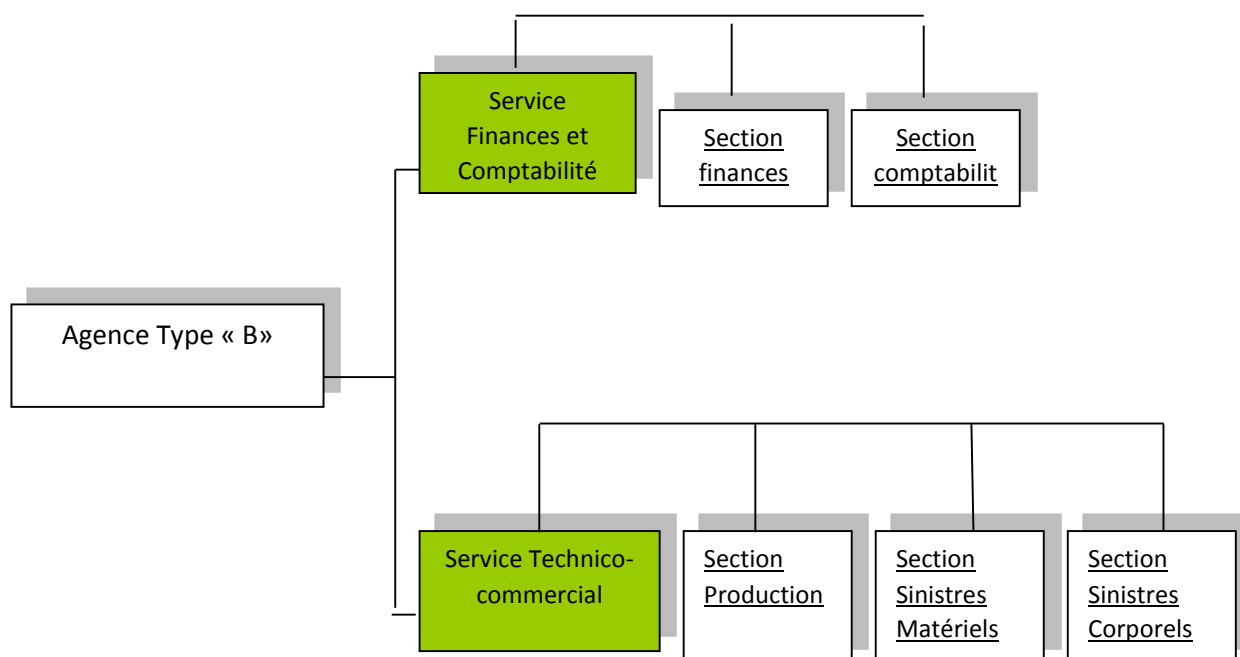 Service
Finances et
Comptabilité
Section
finances
Section
comptabilit
Agence Type « B»
Service Technico-
commercial
Section
Production
Section
Sinistres
Matériels
Section
Sinistres
Corporels